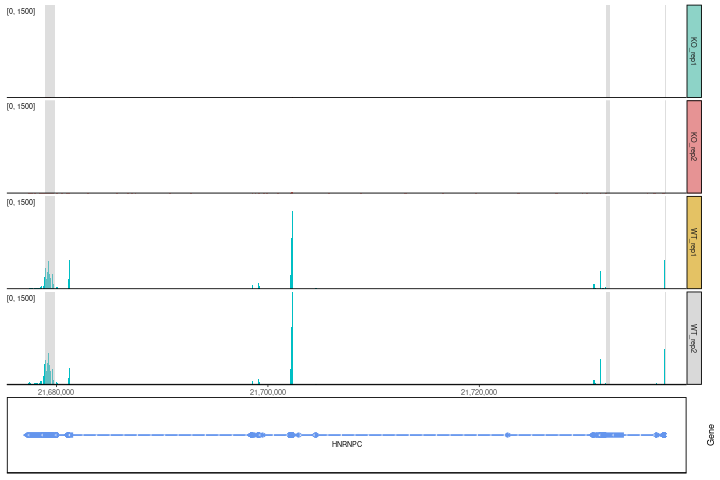 [0, 1500]
KO_rep1
[0, 1500]
KO_rep2
[0, 1500]
WT_rep1
[0, 1500]
WT_rep2
21,680,000
21,700,000
21,720,000
HNRNPC
Gene